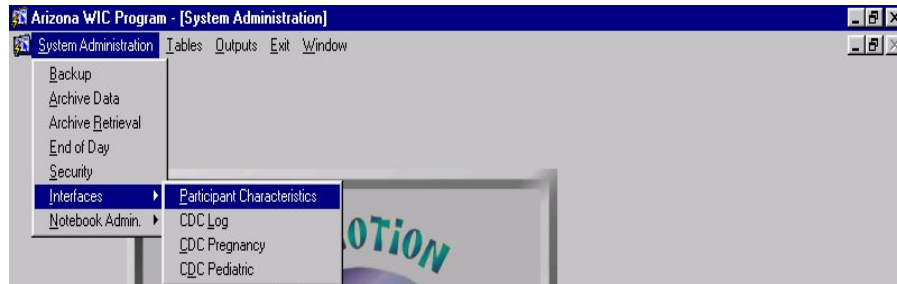 Arizona WIC Program - [System Administration]
System Administration Tables Outputs Exit Window
Backup
Archive Data
Archive Retrieval
End of Day
Security
Interfaces
Notebook Admin.
Participant Characteristics
CDC Log
CDC Pregnancy
CDC Pediatric